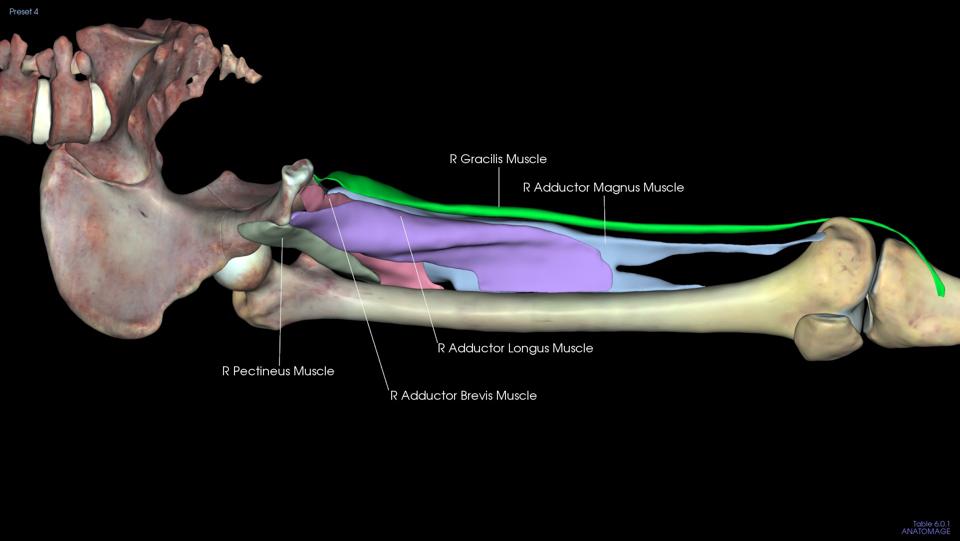 Preset 4
R Gracilis Muscle
R Adductor Magnus Muscle
R Adductor Longus Muscle
R Pectineus Muscle
R Adductor Brevis Muscle
Table 6.0.1
ANATOMAGE